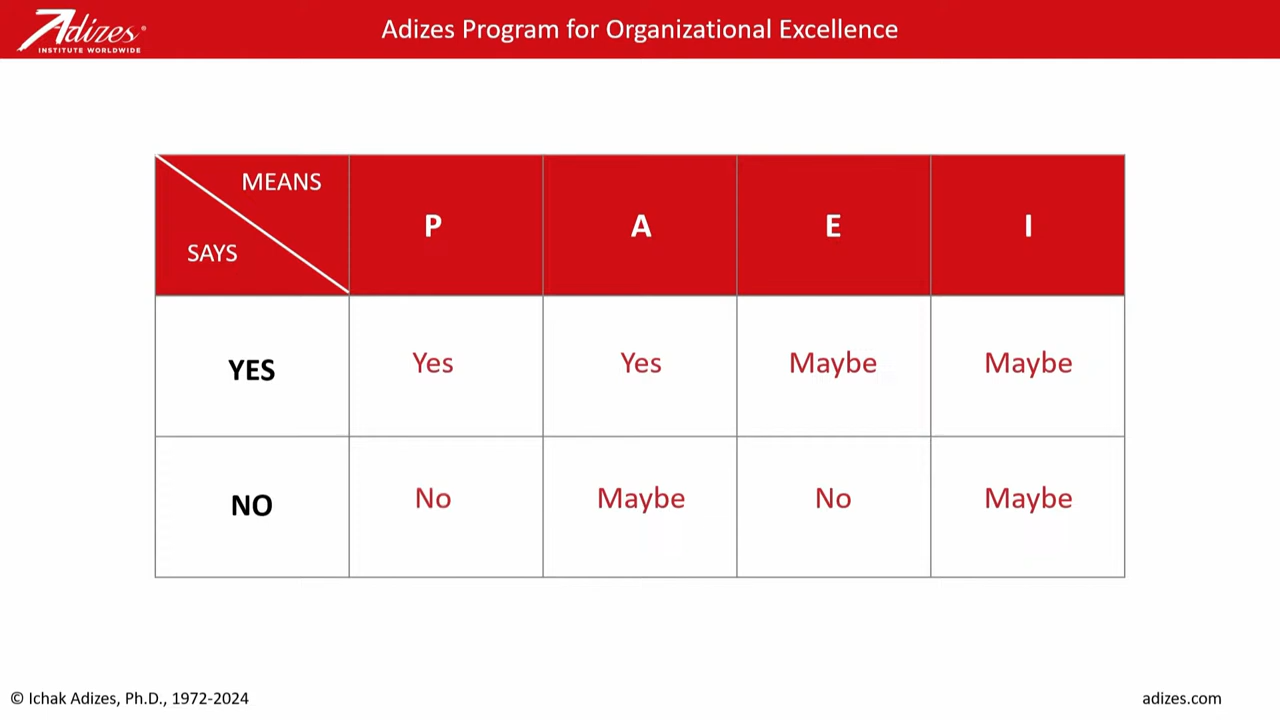 Adizes®
INSTITUTE WORLDWIDE
Adizes Program for Organizational Excellence
MEANS
SAYS
P A E I
YES Yes Yes Maybe Maybe
NO No Maybe No Maybe
© Ichak Adizes, Ph.D., 1972-2024
adizes.com